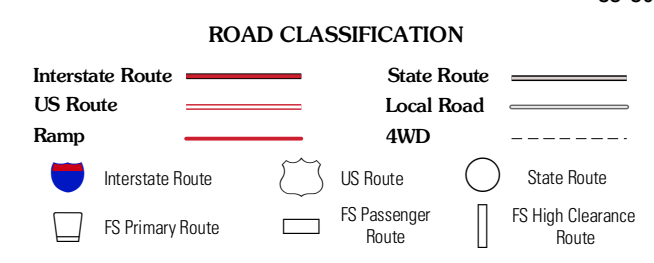 ROAD CLASSIFICATION
Interstate Route
State Route
US Route
Local Road
Ramp
4WD
Interstate Route
US Route
State Route
FS Primary Route
FS Passenger
Route
FS High Clearance
Route